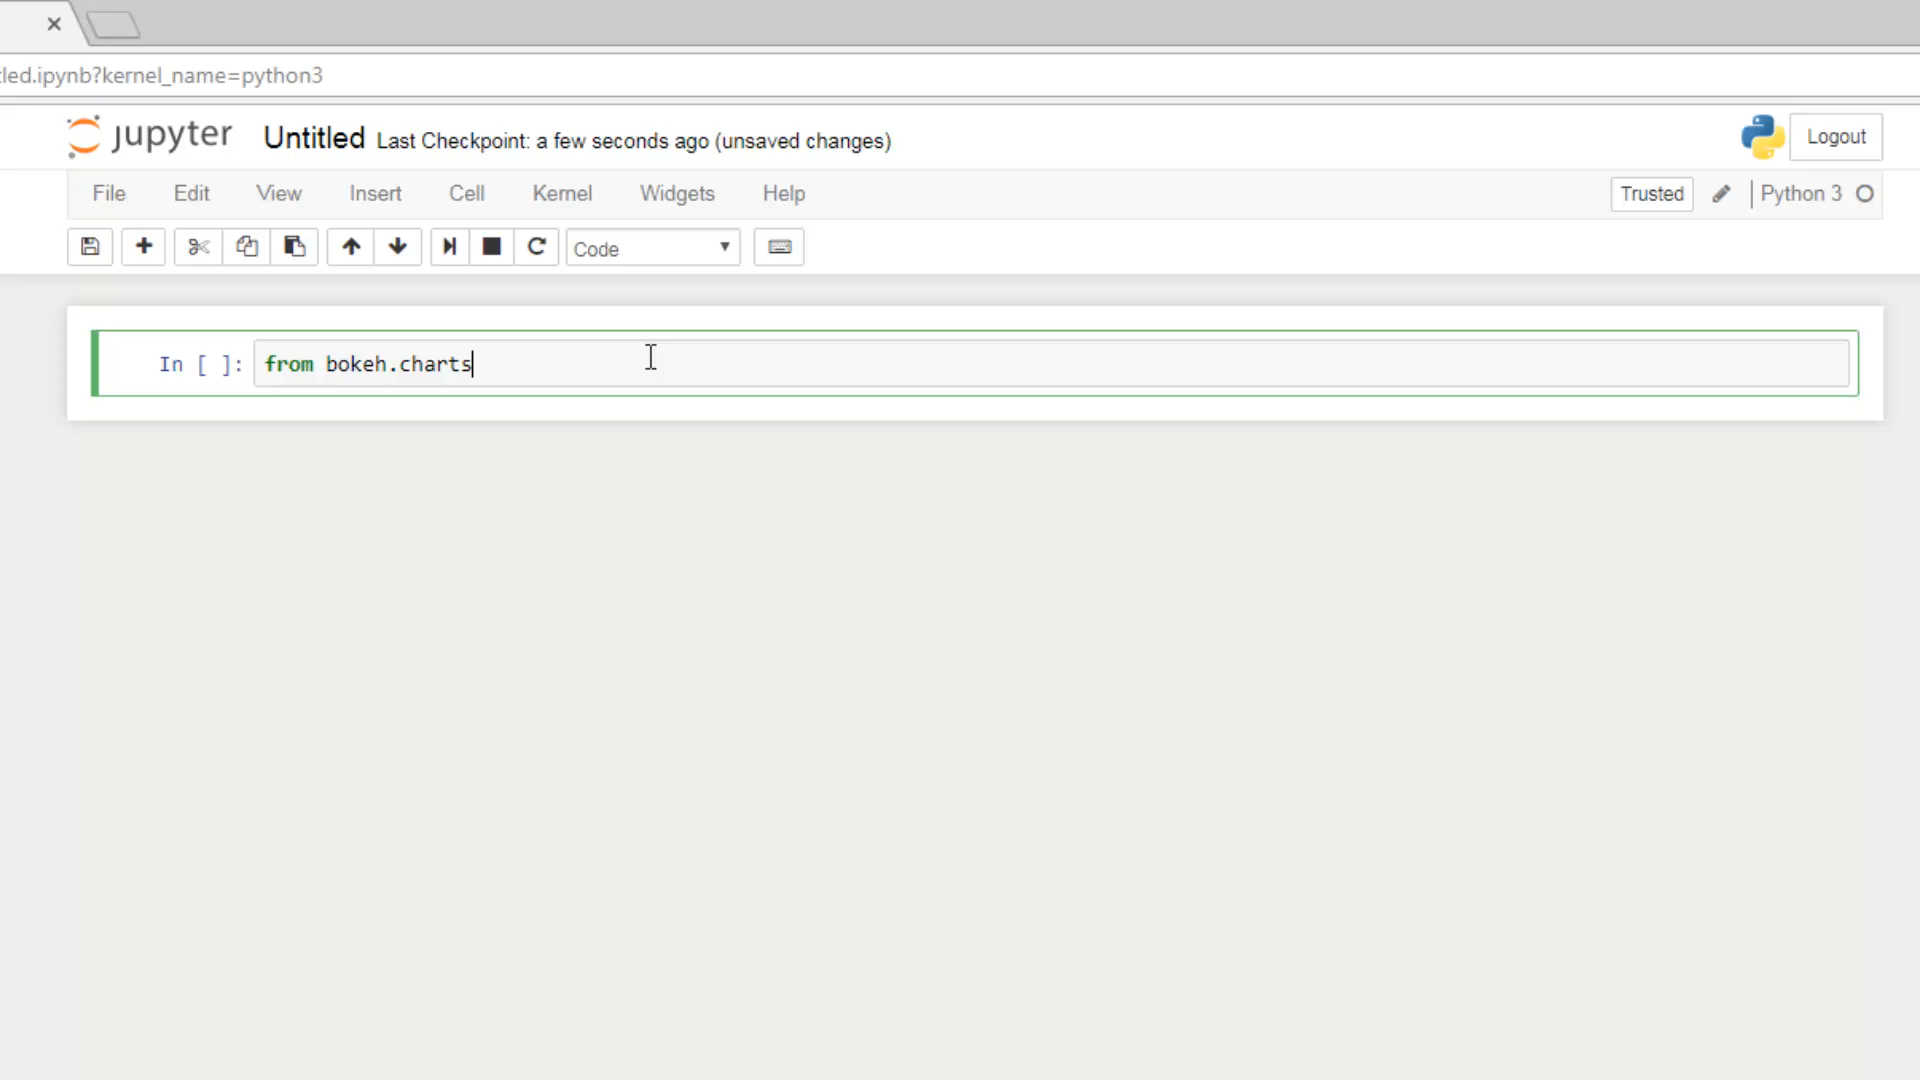 tled.ipynb?kernel_name=python3
jupyter Untitled Last Checkpoint: a few seconds ago (unsaved changes) Logout
File Edit View Insert Cell Kernel Widgets Help Trusted Python 3
Code
In [ ]: from bokeh.charts